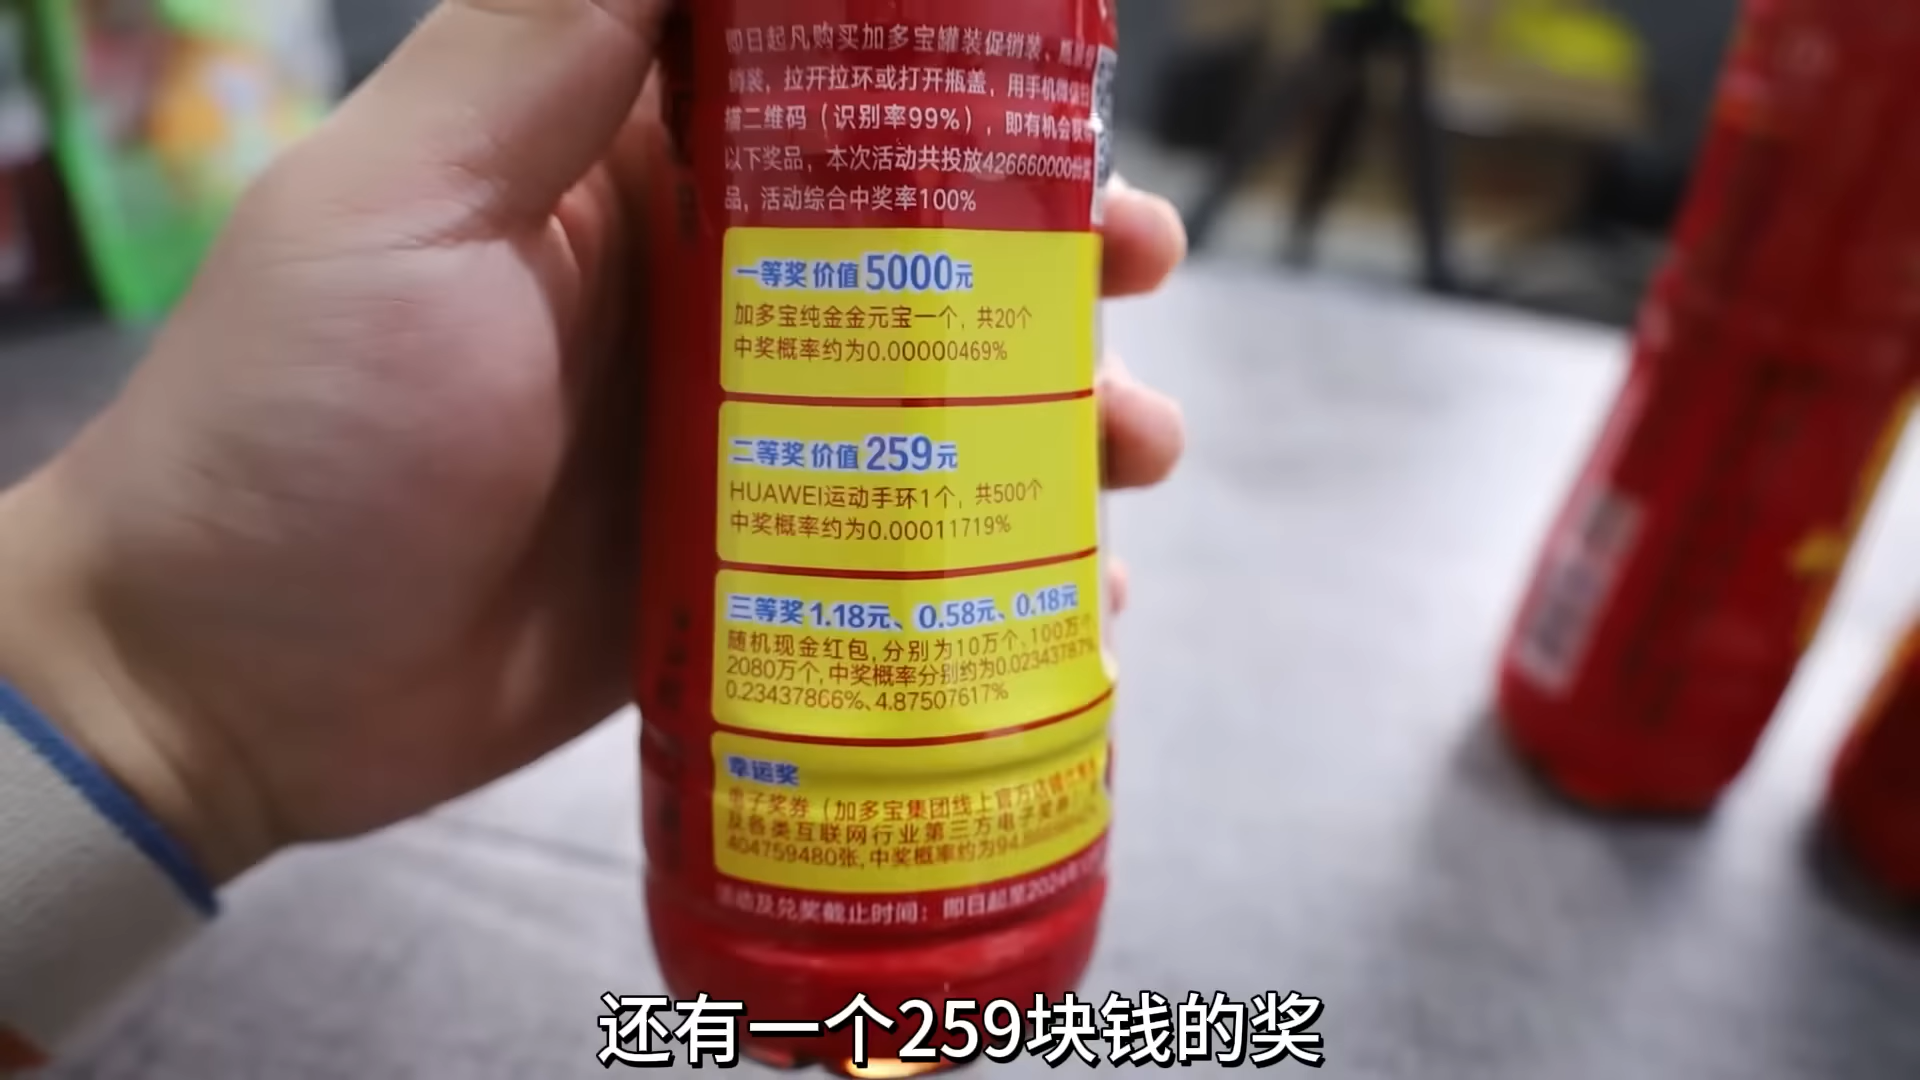 即日起凡购买加多宝罐装促销装、瓶
销装，拉开拉环或打开瓶盖，用手机微信扫
描二维码（识别率99%），即有机会获得
以下奖品，本次活动共投放426660000份奖
品，活动综合中奖率100%
一等奖 价值5000元
加多宝纯金金元宝一个，共20个
中奖概率约为0.00000469%
二等奖 价值259元
HUAWEI运动手环1个，共500个
中奖概率约为0.00011719%
三等奖 1.18元、0.58元、0.18元
随机现金红包,分别为10万个,100万个
2080万个,中奖概率分别约为0.02343787%
0.23437866%、4.87507617%
幸运奖
电子奖券（加多宝集团线上官方店铺
及各类互联网行业第三方电子奖券
404759480张,中奖概率约为94
活动及兑奖截止时间：即日起至2024年
还有一个259块钱的奖